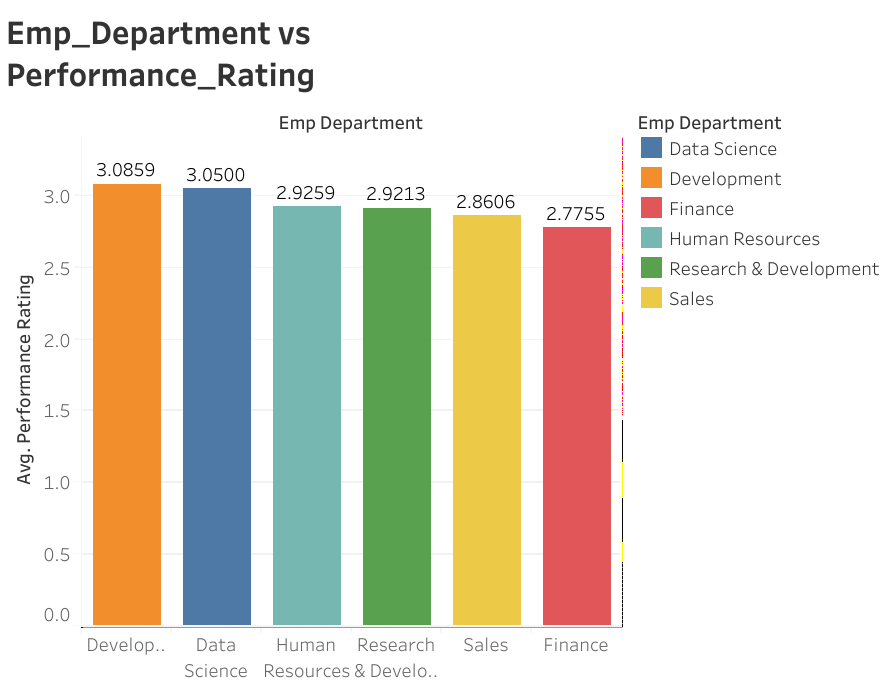 Emp_Department vs
Performance_Rating
Emp Department
3.0859
3.0500
2.9259
2.9213
2.8606
2.7755
3.0
2.5
2.0
1.5
1.0
0.5
0.0
Avg. Performance Rating
Develop..
Data
Science
Human
Resources
Research
& Develo..
Sales
Finance
Emp Department
Data Science
Development
Finance
Human Resources
Research & Development
Sales